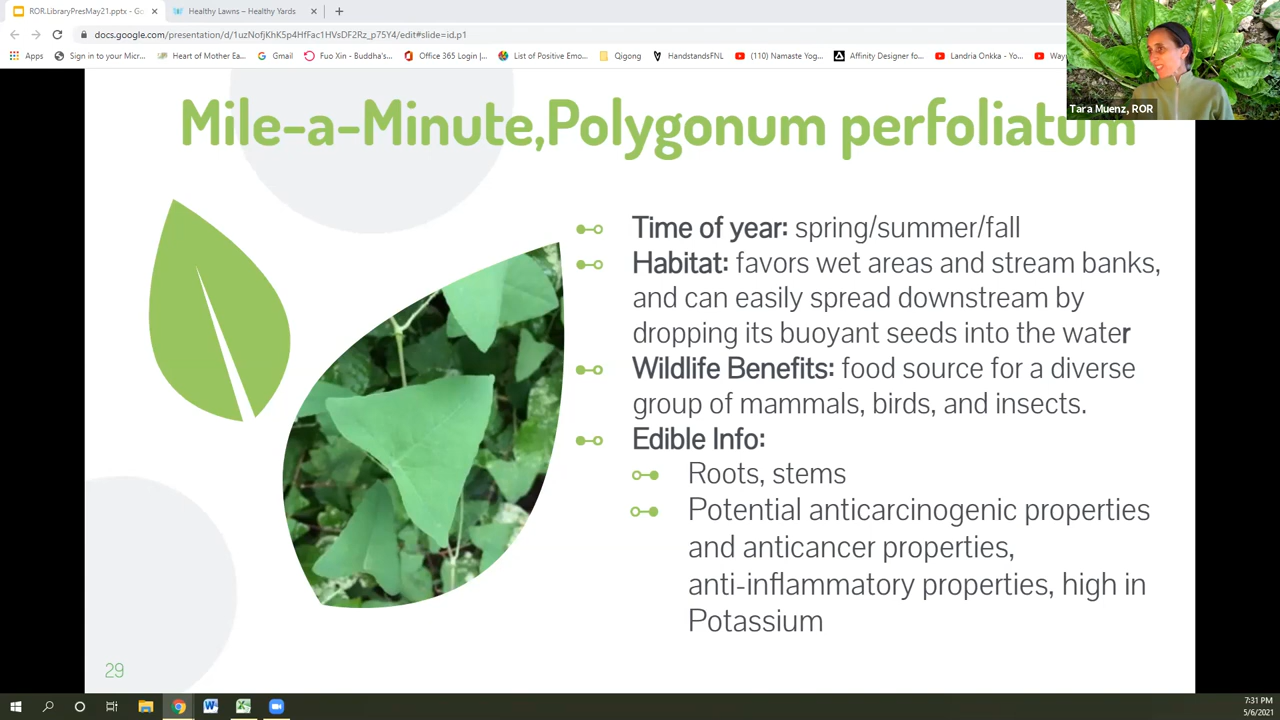 ROR.LibraryPresMay21.pptx - Go
Healthy Lawns – Healthy Yards
docs.google.com/presentation/d/1uzNofjKhK5p4HfFac1HVsDF2Rz_p75Y4/edit#slide=id.p1
Apps
Sign in to your Micr...
Heart of Mother Ea...
Gmail
Fuo Xin - Buddha's...
Office 365 Login |...
List of Positive Emo...
Qigong
HandstandsFNL
(110) Namaste Yog...
Affinity Designer fo...
Landria Onkka - Yo...
Way
Tara Muenz, ROR
Mile-a-Minute,Polygonum perfoliatum
Time of year: spring/summer/fall
Habitat: favors wet areas and stream banks,
and can easily spread downstream by
dropping its buoyant seeds into the water
Wildlife Benefits: food source for a diverse
group of mammals, birds, and insects.
Edible Info:
Roots, stems
Potential anticarcinogenic properties
and anticancer properties,
anti-inflammatory properties, high in
Potassium
29
7:31 PM
5/6/2021